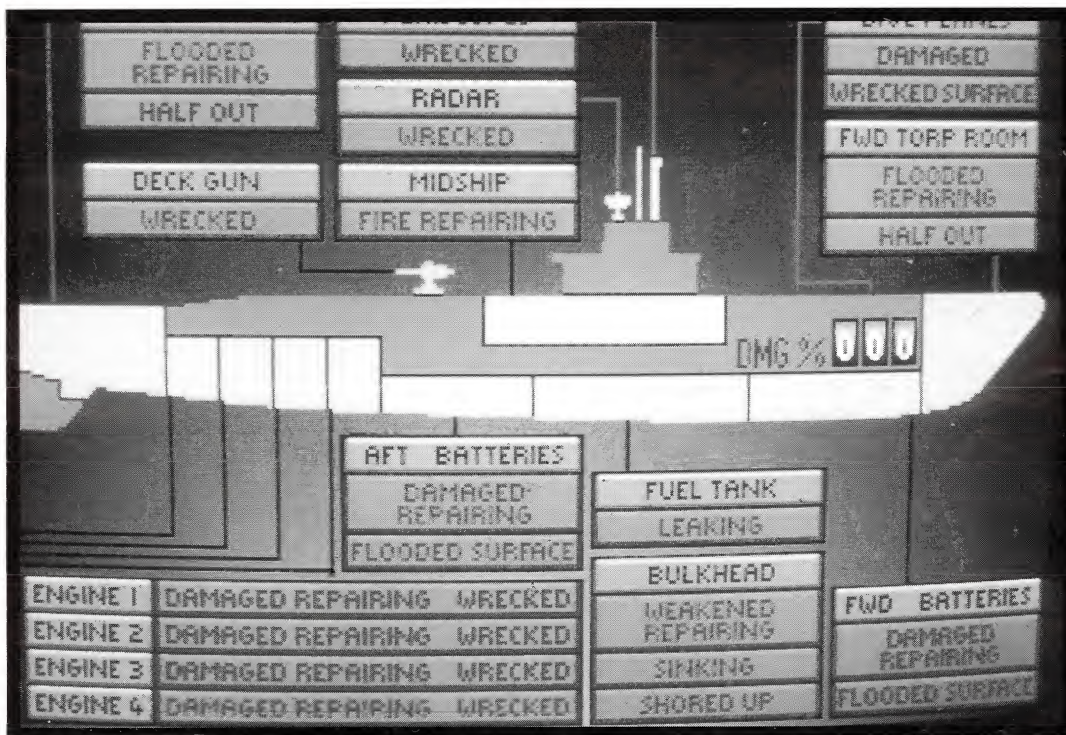 FLOODED
REPAIRING
HALF OUT
DECK GUN
WRECKED
WRECKED
RADAR
WRECKED
MIDSHIP
FIRE REPAIRING
DIVE PLANES
DAMAGED
WRECKED SURFACE
FWD TORP ROOM
FLOODED
REPAIRING
HALF OUT
DMG % 000
AFT BATTERIES
DAMAGED
REPAIRING
FLOODED SURFACE
FUEL TANK
LEAKING
BULKHEAD
WEAKENED
REPAIRING
SINKING
SHORED UP
ENGINE 1 DAMAGED REPAIRING WRECKED
ENGINE 2 DAMAGED REPAIRING WRECKED
ENGINE 3 DAMAGED REPAIRING WRECKED
ENGINE 4 DAMAGED REPAIRING WRECKED
FWD BATTERIES
DAMAGED
REPAIRING
FLOODED SURFACE